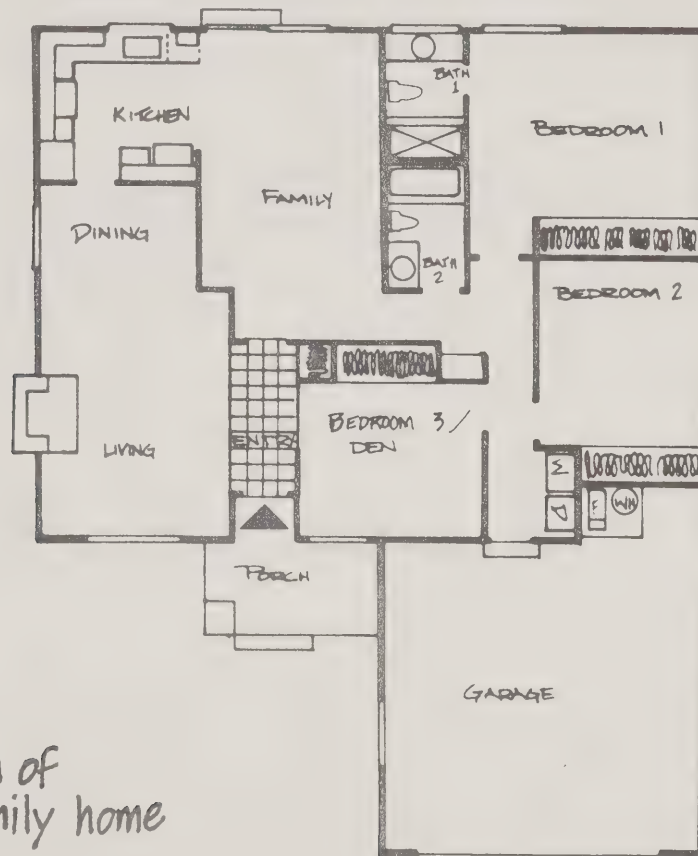 KITCHEN
BATH
1
BEDROOM 1
FAMILY
DINING
BATH
2
BEDROOM 2
BEDROOM 3/
DEN
LIVING
ENTRY
W
D
F
WH
PORCH
GARAGE
of
home